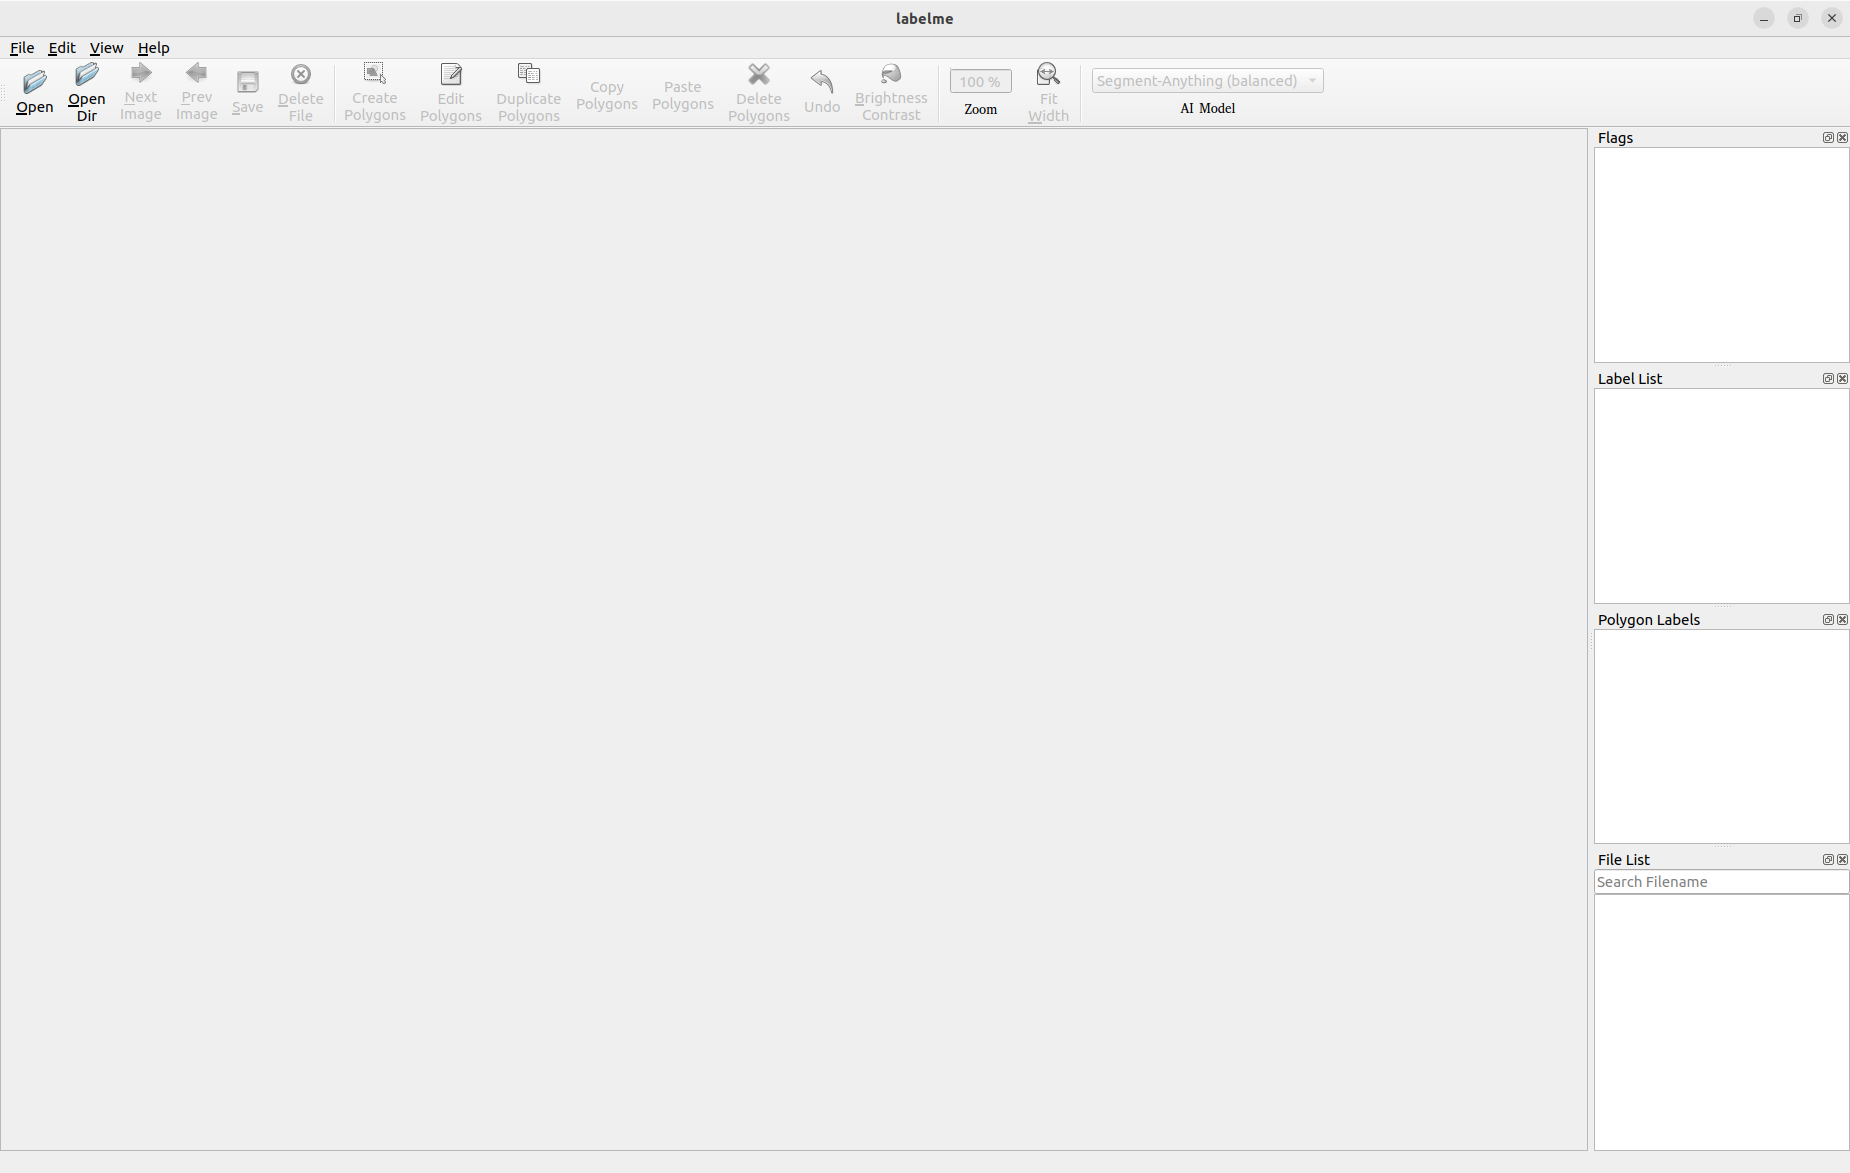 labelme
File Edit View Help
Open
Open Dir
Next Image
Prev Image
Save
Delete File
Create Polygons
Edit Polygons
Duplicate Polygons
Copy Polygons
Paste Polygons
Delete Polygons
Undo
Brightness Contrast
100 %
Zoom
Fit Width
Segment-Anything (balanced)
AI Model
Flags
Label List
Polygon Labels
File List
Search Filename